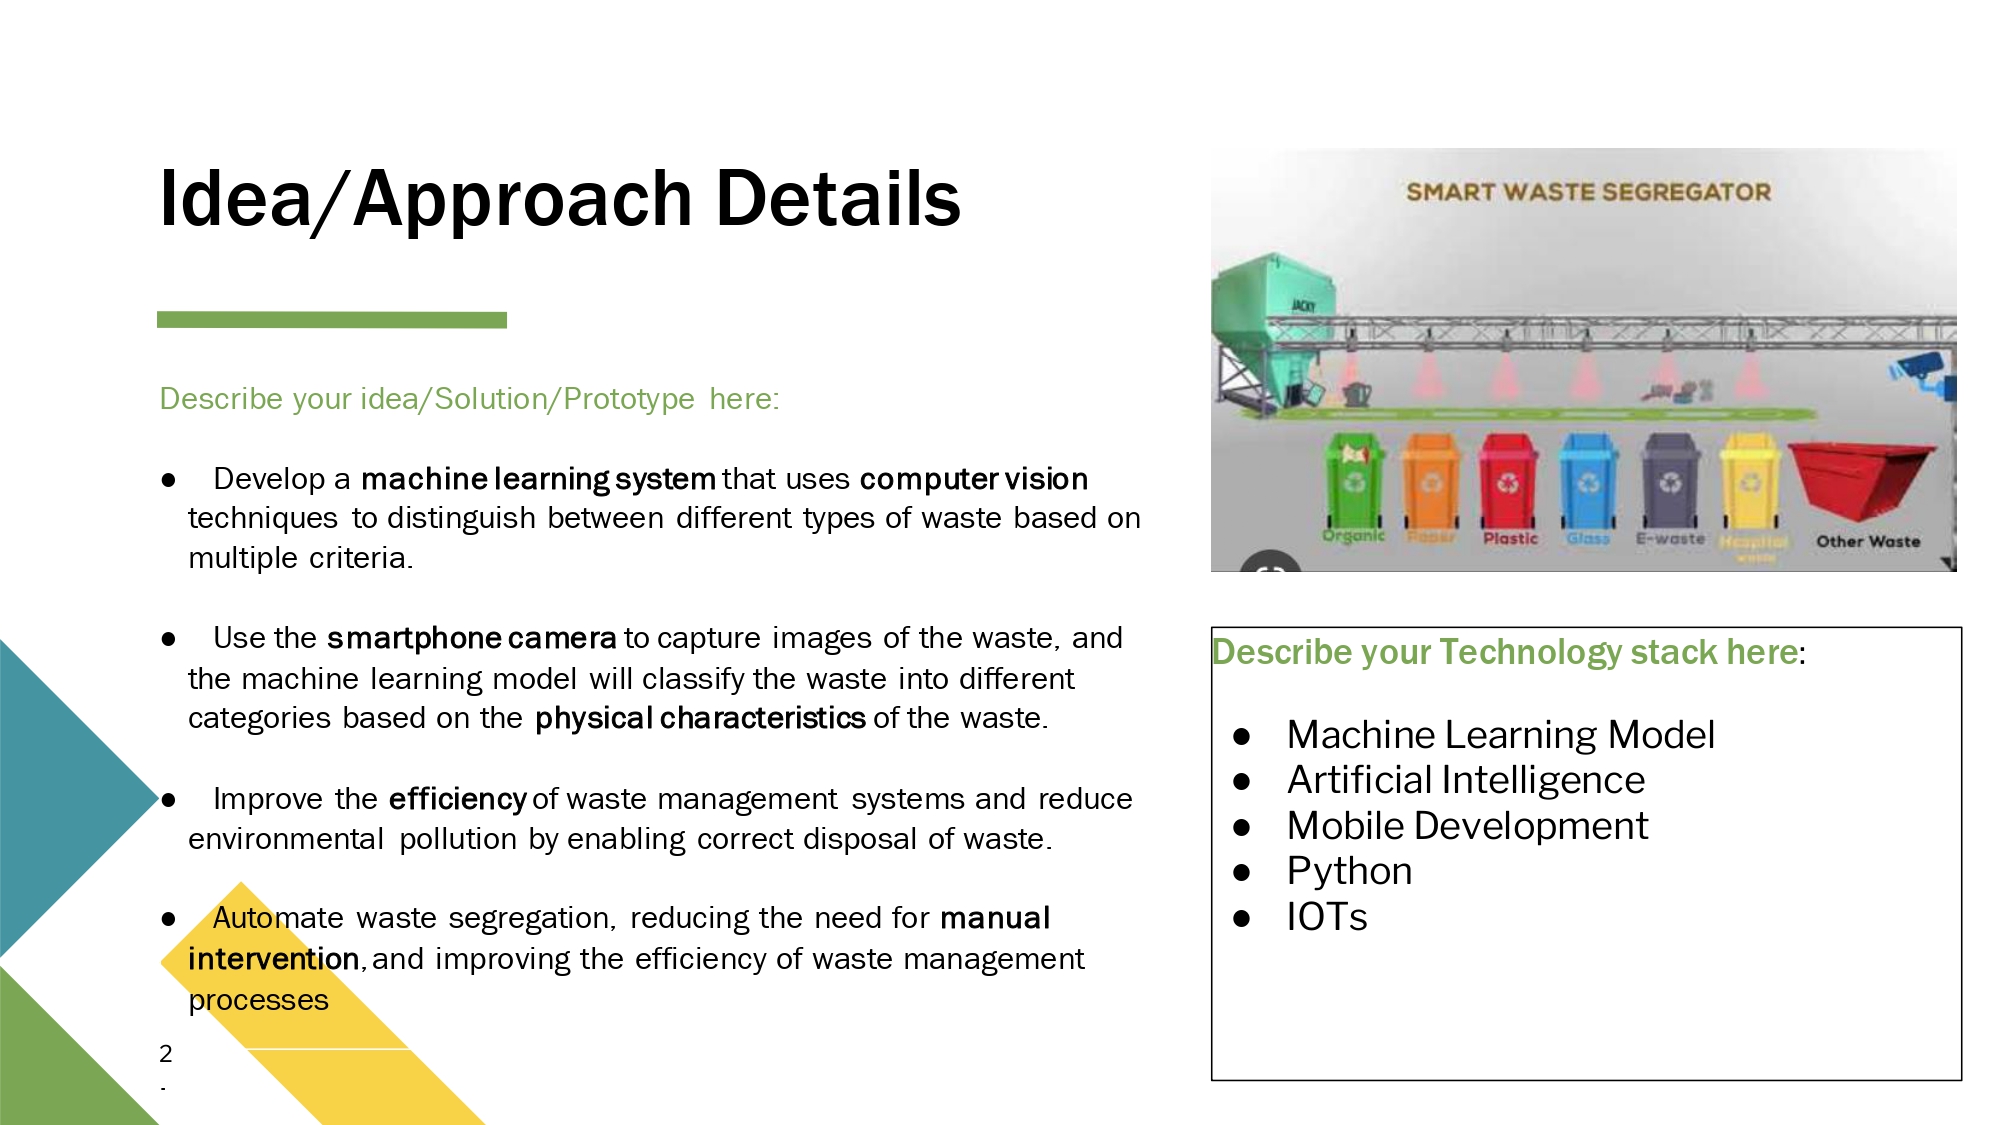 Idea/Approach Details
Describe your idea/Solution/Prototype here:
● Develop a machine learning system that uses computer vision
techniques to distinguish between different types of waste based on
multiple criteria.
● Use the smartphone camera to capture images of the waste, and
the machine learning model will classify the waste into different
categories based on the physical characteristics of the waste.
● Improve the efficiency of waste management systems and reduce
environmental pollution by enabling correct disposal of waste.
● Automate waste segregation, reducing the need for manual
intervention, and improving the efficiency of waste management
processes
2
-
SMART WASTE SEGREGATOR
JACKY
Organic Paper Plastic Glass E-waste Hospital waste Other Waste
Describe your Technology stack here:
● Machine Learning Model
● Artificial Intelligence
● Mobile Development
● Python
● IOTs